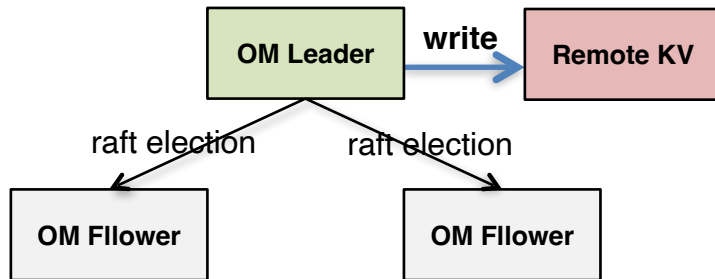 write
OM Leader
Remote KV
raft election
raft election
OM Fllower
OM Fllower